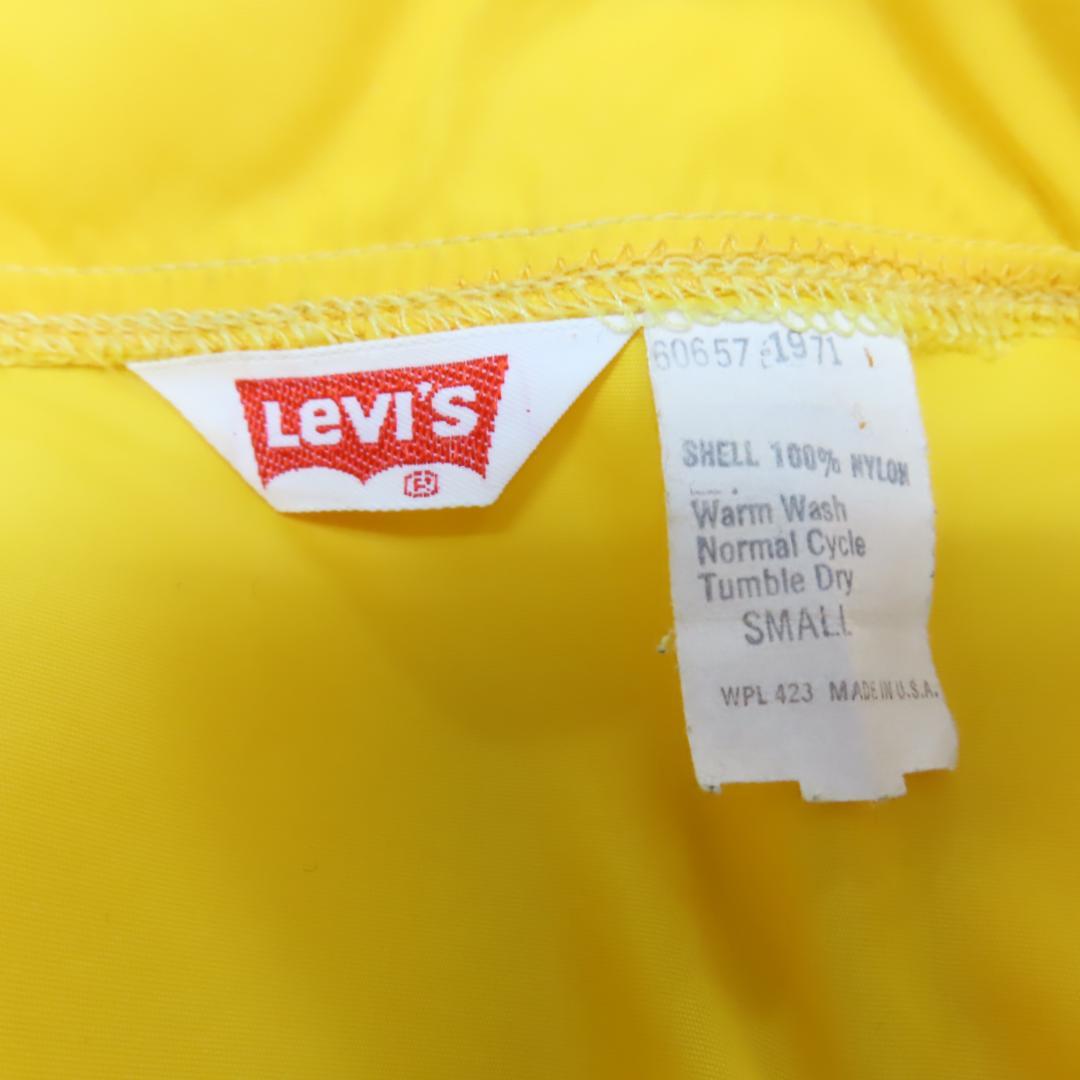 Levi's
®
60657-1971
SHELL 100% NYLON
Warm Wash
Normal Cycle
Tumble Dry
SMALL
WPL 423 MADE IN U.S.A.